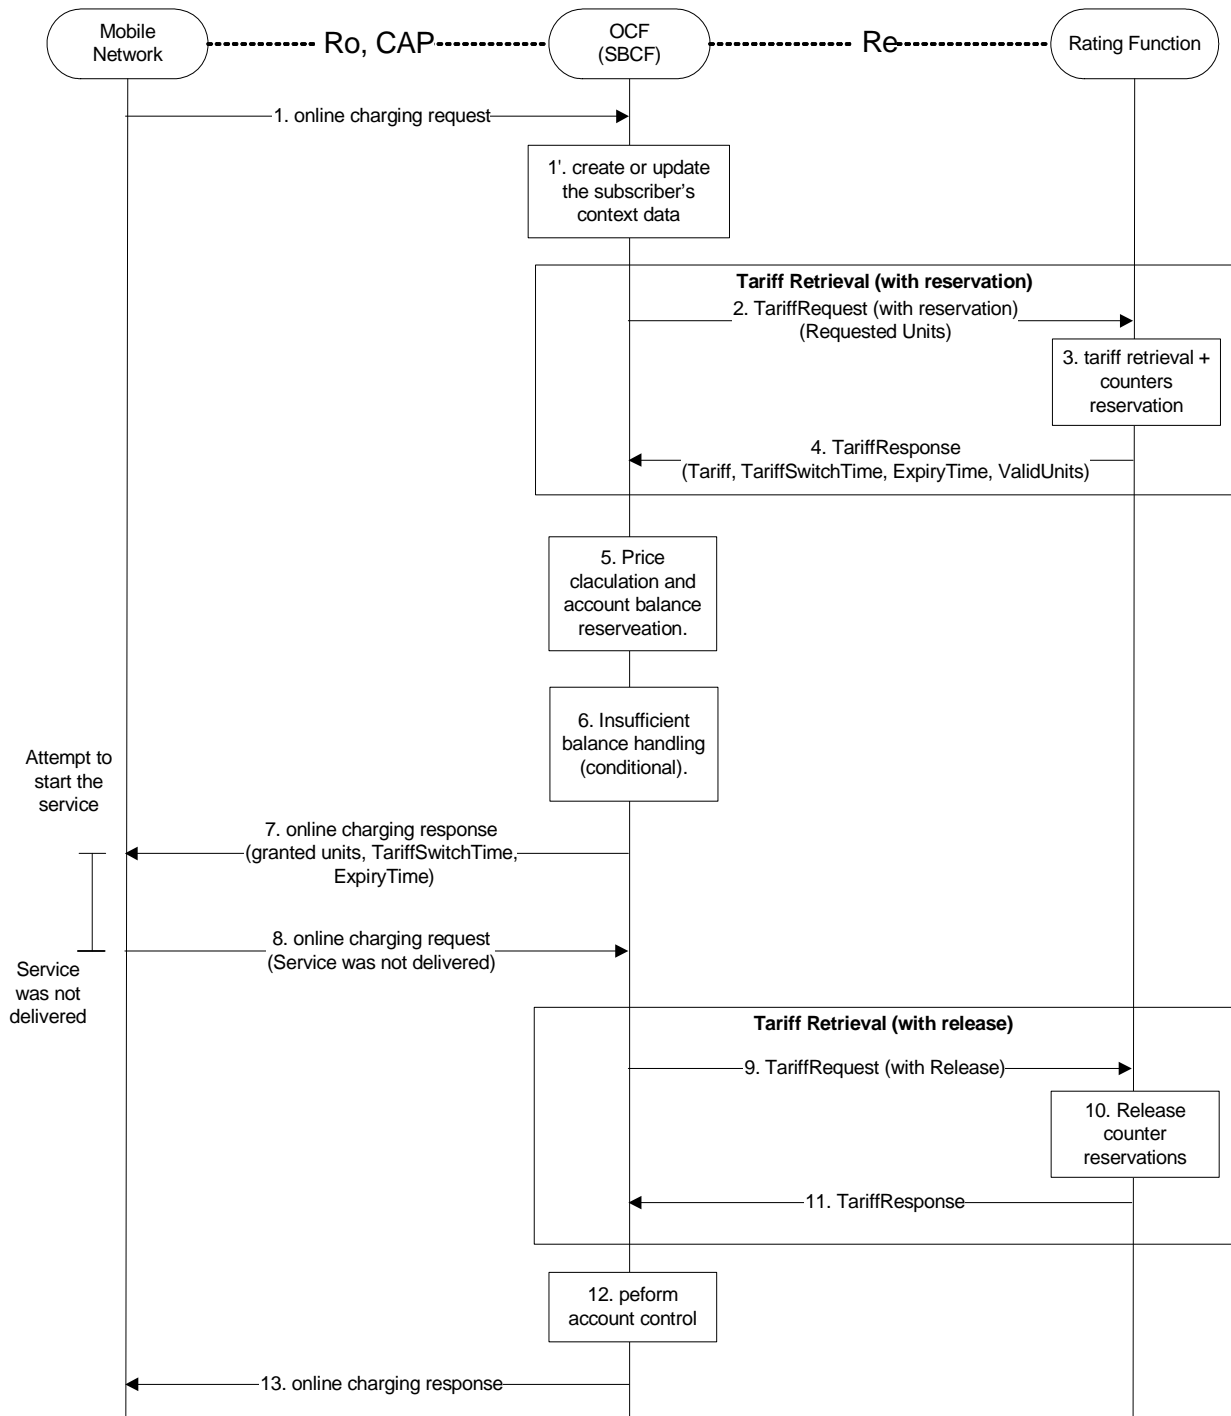 Mobile
Network
Ro, CAP
OCF
(SBCF)
Re
Rating Function
1. online charging request
1'. create or update
the subscriber's
context data
Tariff Retrieval (with reservation)
2. TariffRequest (with reservation)
(Requested Units)
3. tariff retrieval +
counters
reservation
4. TariffResponse
(Tariff, TariffSwitchTime, ExpiryTime, ValidUnits)
5. Price
claculation and
account balance
reserveation.
6. Insufficient
balance handling
(conditional).
Attempt to
start the
service
7. online charging response
(granted units, TariffSwitchTime,
ExpiryTime)
8. online charging request
(Service was not delivered)
Service
was not
delivered
Tariff Retrieval (with release)
9. TariffRequest (with Release)
10. Release
counter
reservations
11. TariffResponse
12. peform
account control
13. online charging response